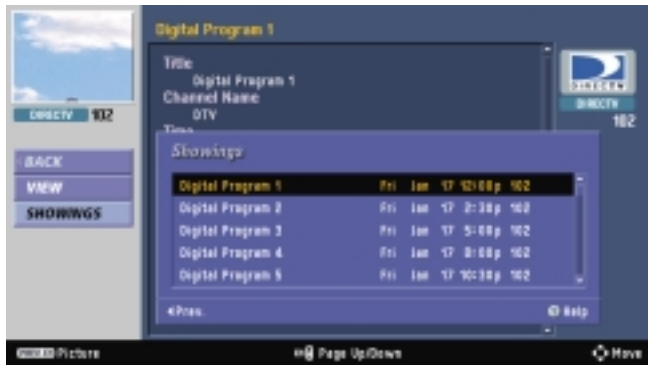 Digital Program 1
Title
Digital Program 1
Channel Name
DTV
Time
DIRECTV 102
DIRECTV
DIRECTV
102
BACK
VIEW
SHOWINGS
Showings
Digital Program 1 Fri Jan 17 12:00p 102
Digital Program 2 Fri Jan 17 2:30p 102
Digital Program 3 Fri Jan 17 5:00p 102
Digital Program 4 Fri Jan 17 8:00p 102
Digital Program 5 Fri Jan 17 10:30p 102
Prev.
Help
Picture
Page Up/Down
Move